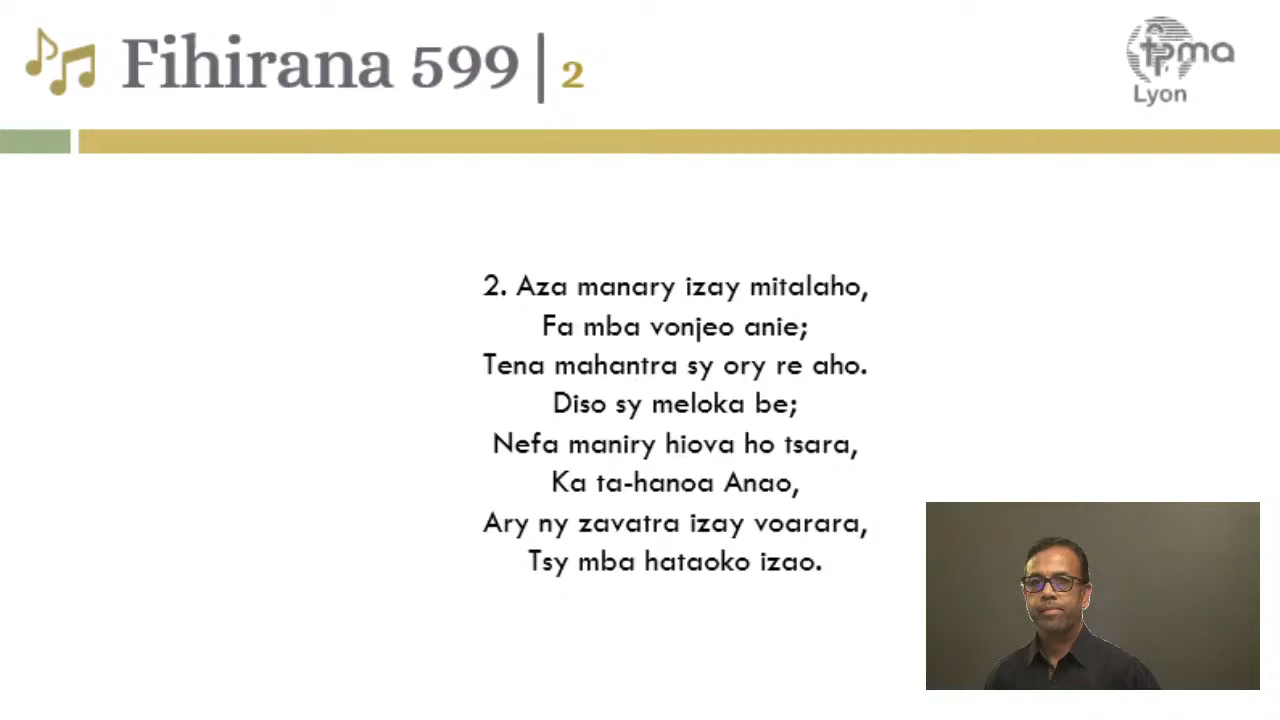 Fihirana 599 | 2
fpma
Lyon
2. Aza manary izay mitalaho,
Fa mba vonjeo anie;
Tena mahantra sy ory re aho.
Diso sy meloka be;
Nefa maniry hiova ho tsara,
Ka ta-hanoa Anao,
Ary ny zavatra izay voarara,
Tsy mba hataoko izao.